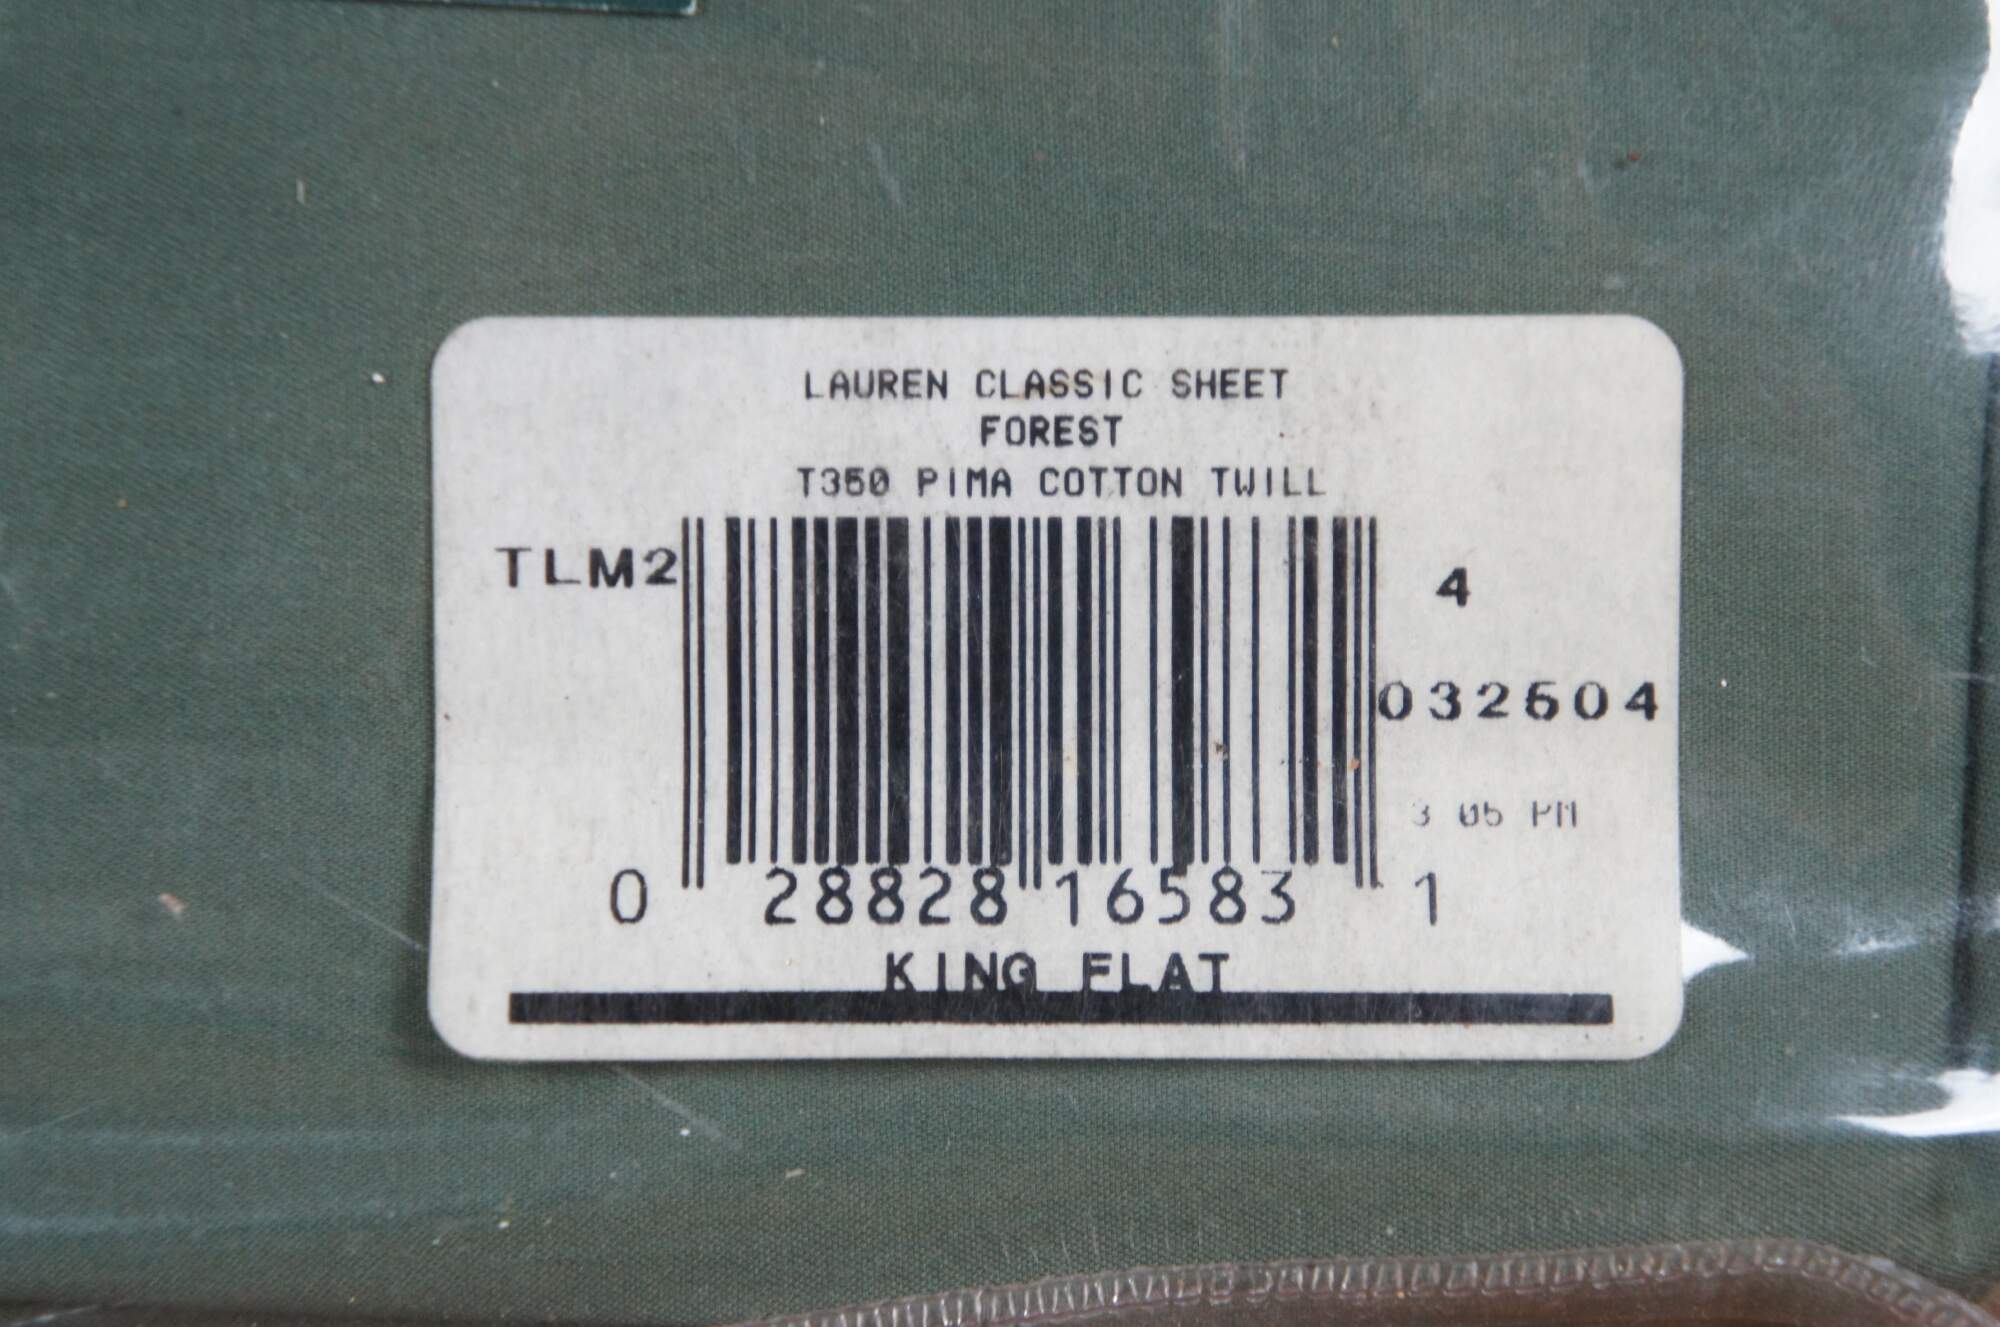 LAUREN CLASSIC SHEET
FOREST
T350 PIMA COTTON TWILL
TLM2
4
032604
3 05 PM
0 28828 16583 1
KING FLAT